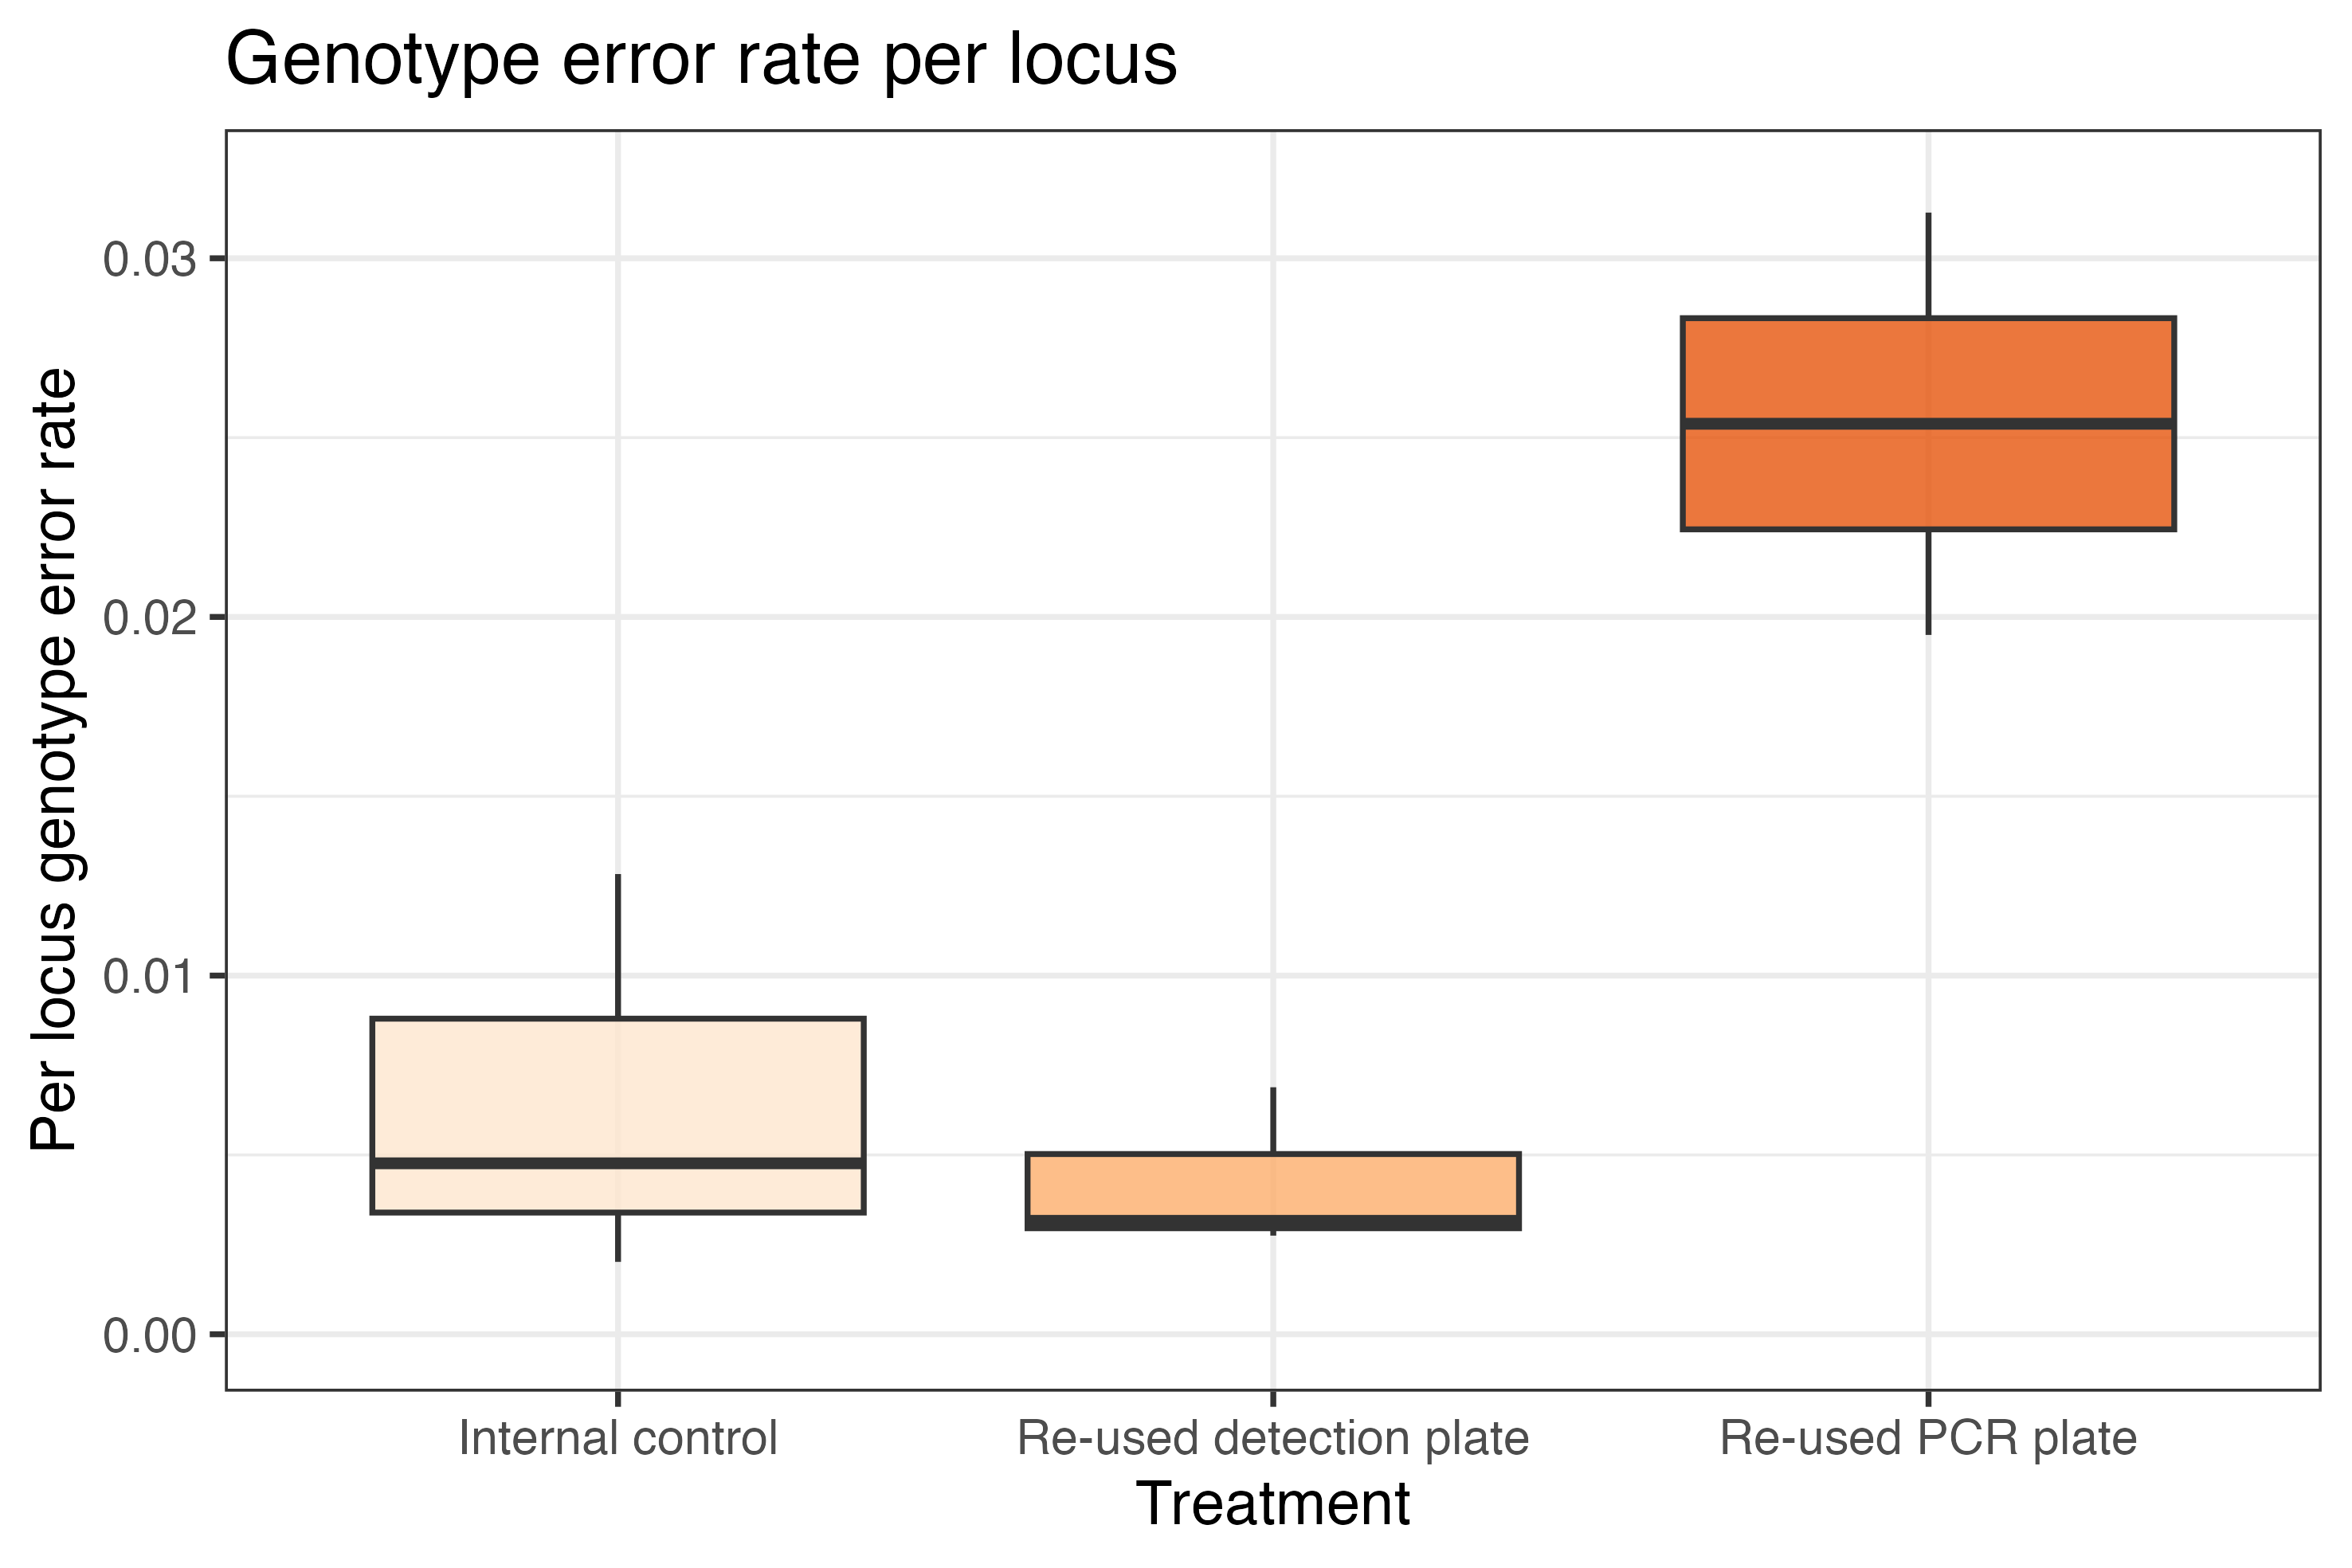 Genotype error rate per locus
Per locus genotype error rate
0.03
0.02
0.01
0.00
Internal control
Re-used detection plate
Re-used PCR plate
Treatment